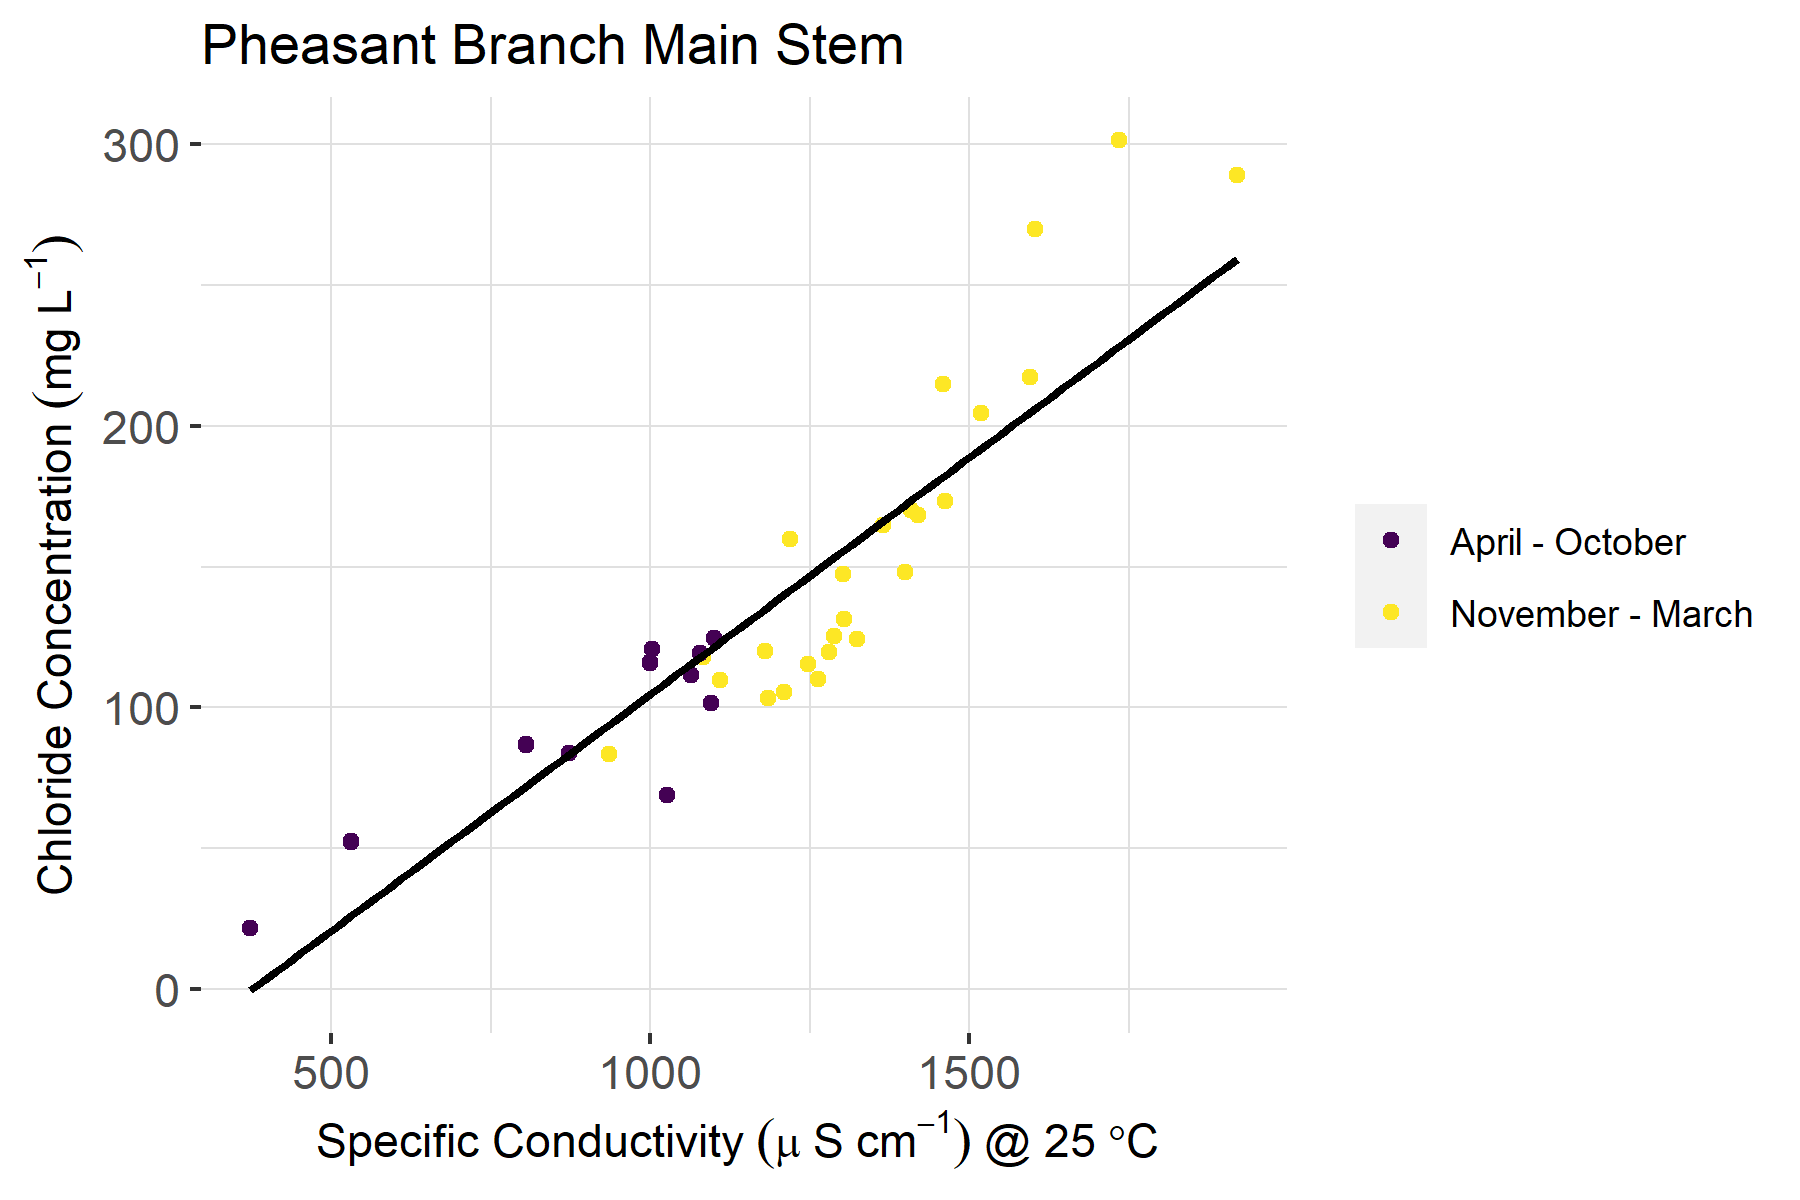 Pheasant Branch Main Stem
300
200
100
0
Chloride Concentration (mg L⁻¹)
500 1000 1500
Specific Conductivity (μ S cm⁻¹) @ 25 °C
April - October
November - March